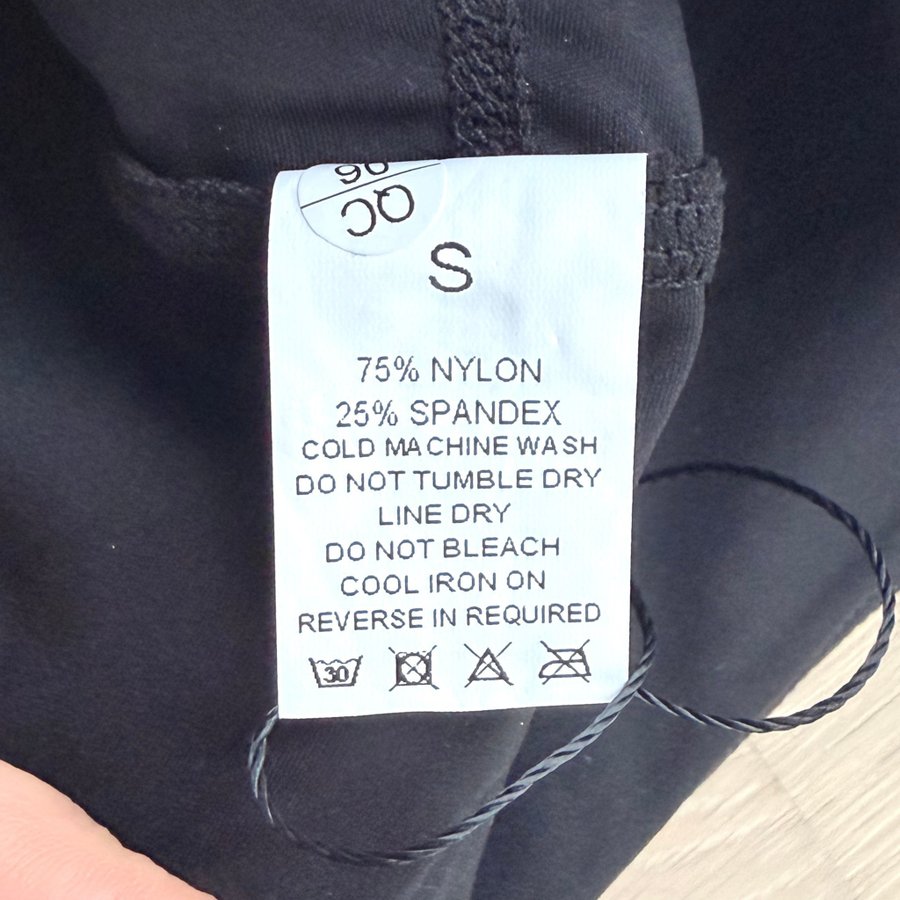 96
QC
S
75% NYLON
25% SPANDEX
COLD MACHINE WASH
DO NOT TUMBLE DRY
LINE DRY
DO NOT BLEACH
COOL IRON ON
REVERSE IN REQUIRED
30